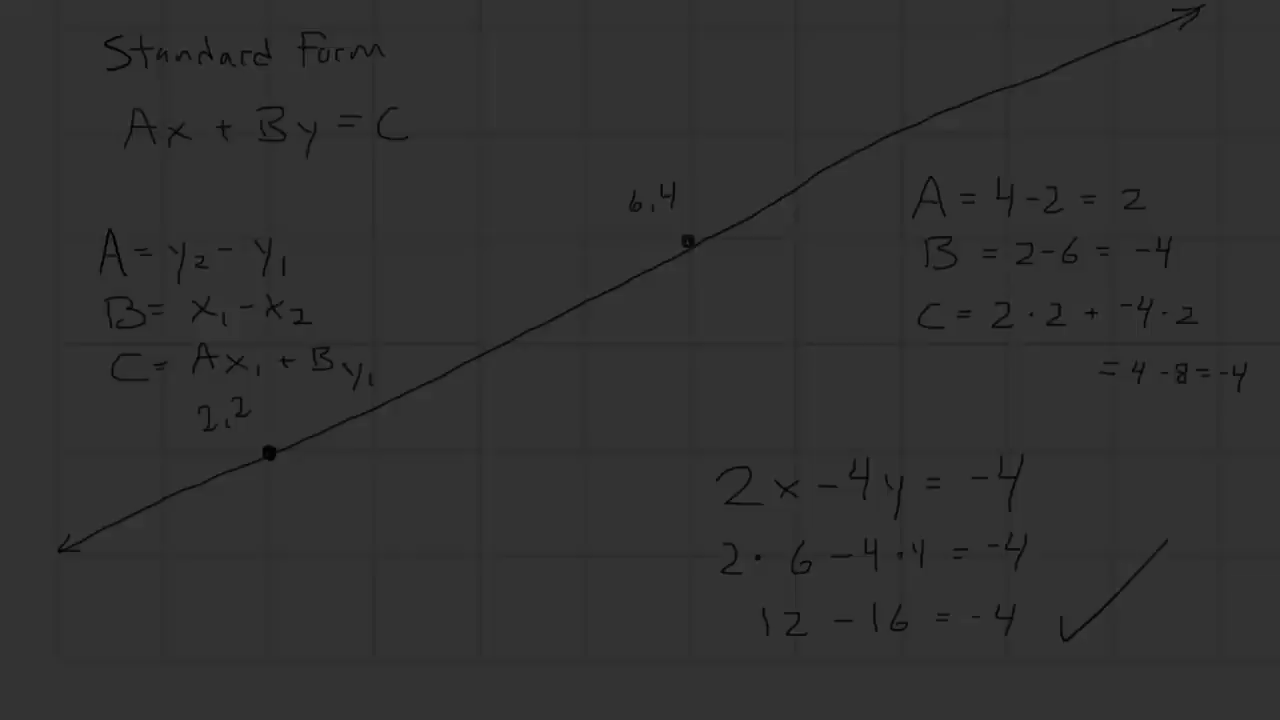 Standard Form
Ax + By = C
A = y₂ - y₁
B = x₁ - x₂
C = Ax₁ + By₁
2,2
6,4
A = 4 - 2 = 2
B = 2 - 6 = -4
C = 2 · 2 + -4 · 2
= 4 - 8 = -4
2x - 4y = -4
2 · 6 - 4 · 4 = -4
12 - 16 = -4